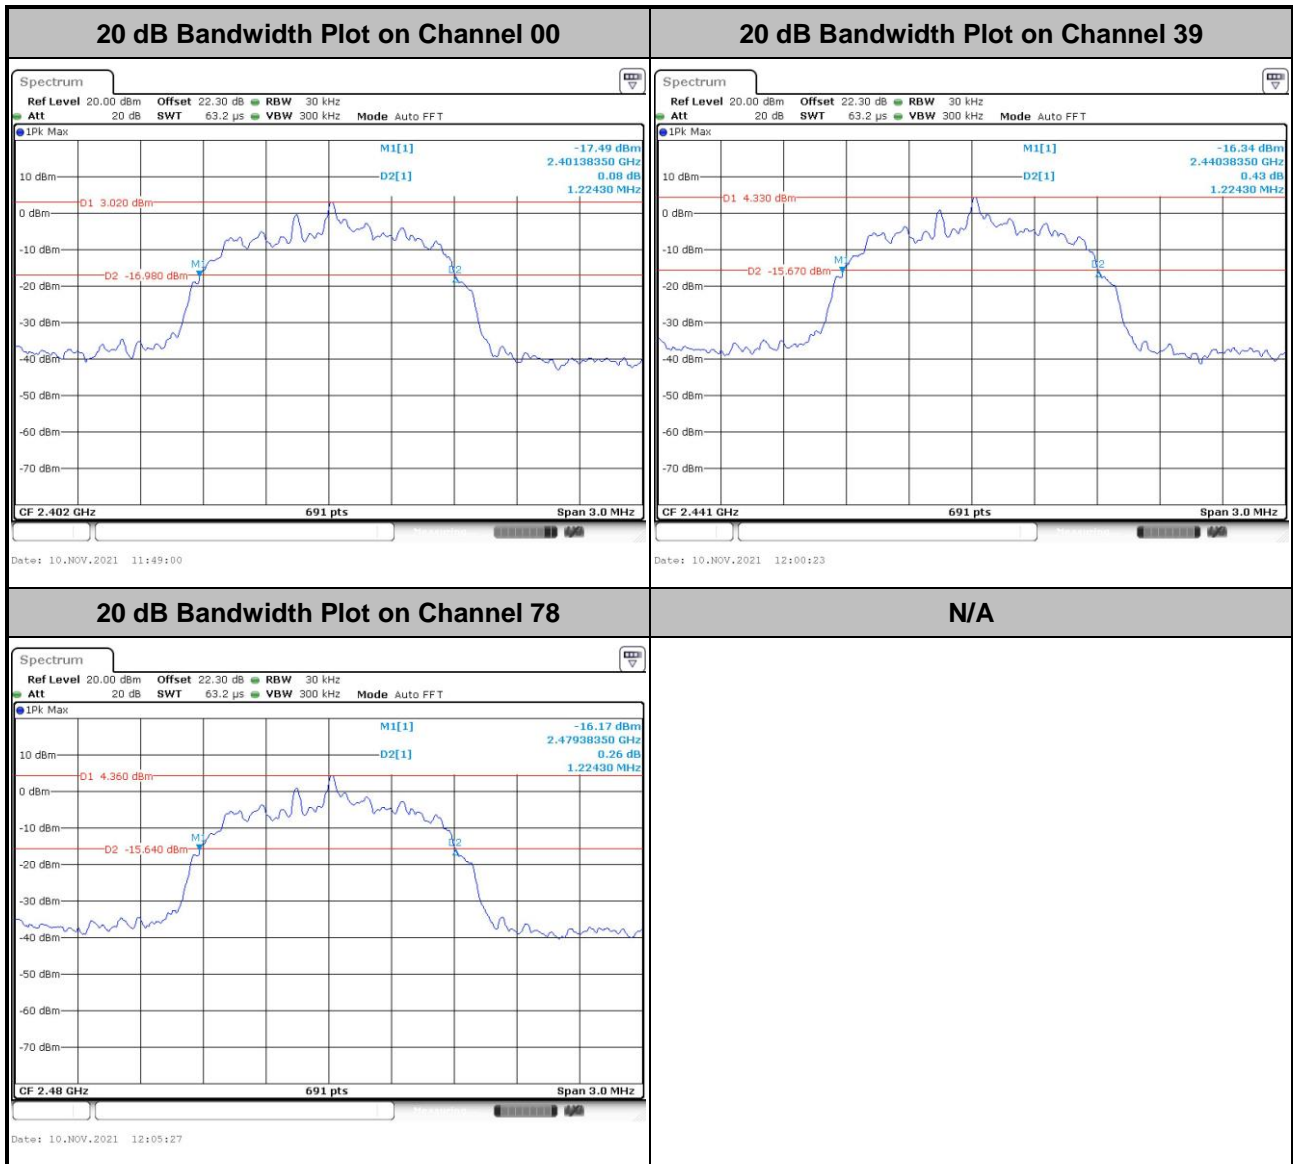 20 dB Bandwidth Plot on Channel 00
20 dB Bandwidth Plot on Channel 39
Spectrum
Ref Level 20.00 dBm Offset 22.30 dB RBW 30 kHz
Att 20 dB SWT 63.2 µs VBW 300 kHz Mode Auto FFT
1Pk Max
M1[1] -17.49 dBm
2.40138350 GHz
D2[1] 0.08 dB
1.22430 MHz
10 dBm
D1 3.020 dBm
0 dBm
-10 dBm
M1
D2
D2 -16.980 dBm
-20 dBm
-30 dBm
-40 dBm
-50 dBm
-60 dBm
-70 dBm
CF 2.402 GHz 691 pts Span 3.0 MHz
Date: 10.NOV.2021 11:49:00
Spectrum
Ref Level 20.00 dBm Offset 22.30 dB RBW 30 kHz
Att 20 dB SWT 63.2 µs VBW 300 kHz Mode Auto FFT
1Pk Max
M1[1] -16.34 dBm
2.44038350 GHz
D2[1] 0.43 dB
1.22430 MHz
10 dBm
D1 4.330 dBm
0 dBm
-10 dBm
M1
D2
D2 -15.670 dBm
-20 dBm
-30 dBm
-40 dBm
-50 dBm
-60 dBm
-70 dBm
CF 2.441 GHz 691 pts Span 3.0 MHz
Date: 10.NOV.2021 12:00:23
20 dB Bandwidth Plot on Channel 78
N/A
Spectrum
Ref Level 20.00 dBm Offset 22.30 dB RBW 30 kHz
Att 20 dB SWT 63.2 µs VBW 300 kHz Mode Auto FFT
1Pk Max
M1[1] -16.17 dBm
2.47938350 GHz
D2[1] 0.26 dB
1.22430 MHz
10 dBm
D1 4.360 dBm
0 dBm
-10 dBm
M1
D2
D2 -15.640 dBm
-20 dBm
-30 dBm
-40 dBm
-50 dBm
-60 dBm
-70 dBm
CF 2.48 GHz 691 pts Span 3.0 MHz
Date: 10.NOV.2021 12:05:27